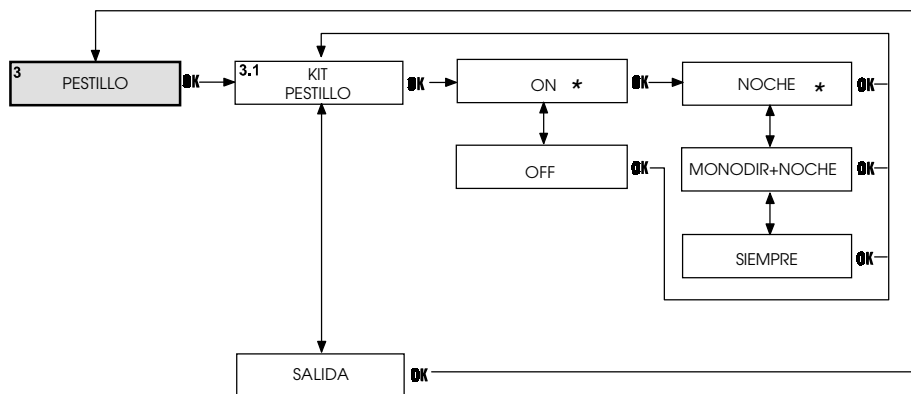 3
PESTILLO
OK
3.1
KIT
PESTILLO
OK
ON *
OK
NOCHE *
OK
OFF
OK
MONODIR+NOCHE
OK
SIEMPRE
OK
SALIDA
OK